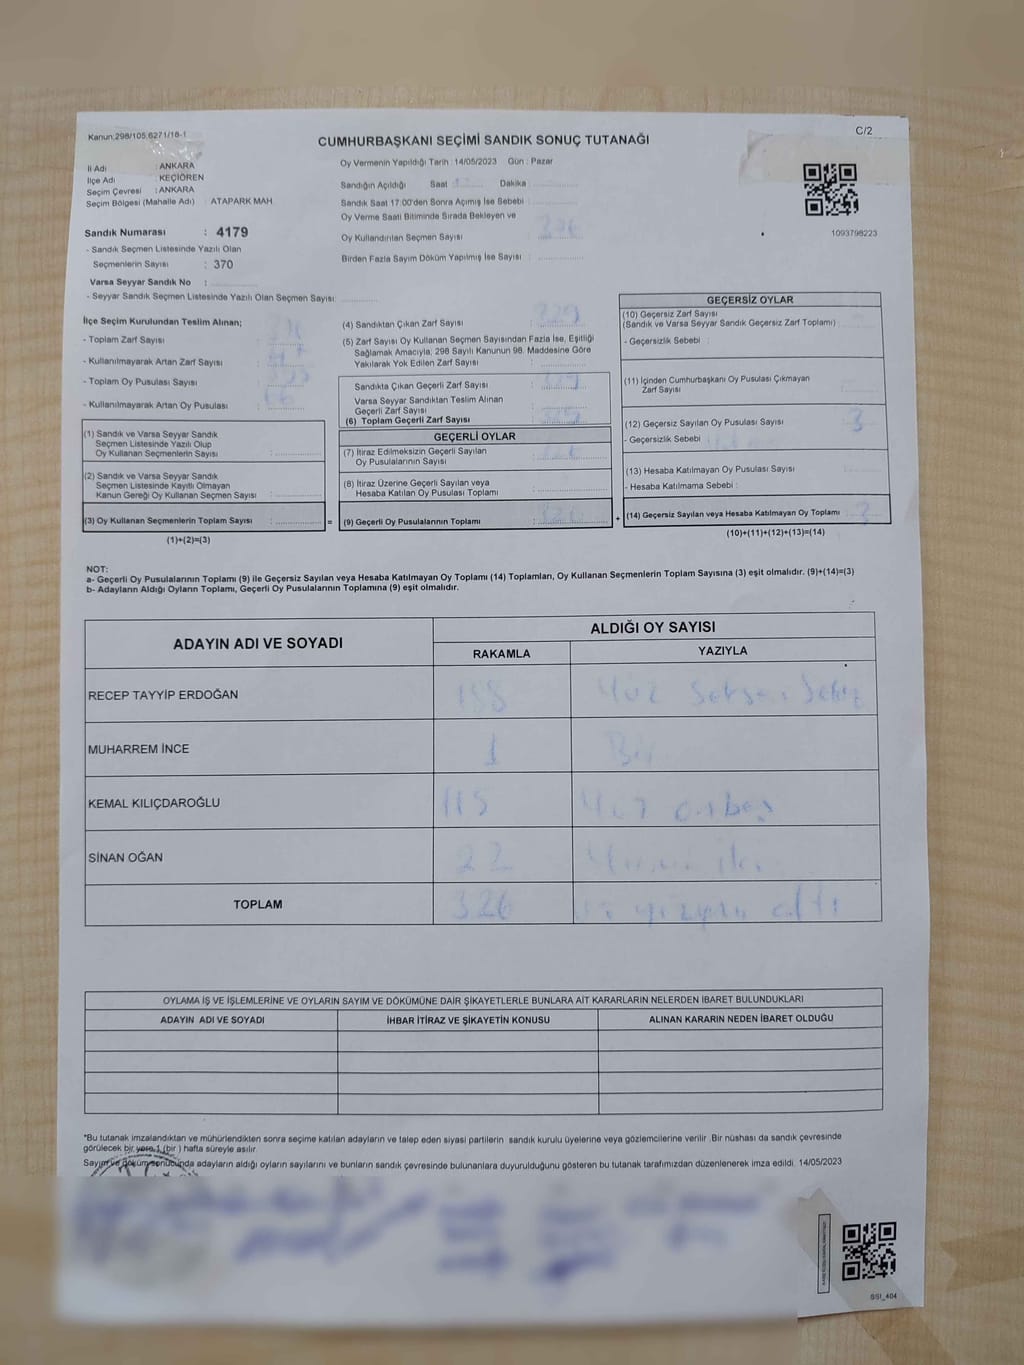 Kanun:298/105,6271/18-1
C/2
CUMHURBAŞKANI SEÇİMİ SANDIK SONUÇ TUTANAĞI
İl Adı : ANKARA
İlçe Adı : KEÇİÖREN
Seçim Çevresi : ANKARA
Seçim Bölgesi (Mahalle Adı) : ATAPARK MAH.
Oy Vermenin Yapıldığı Tarih : 14/05/2023 Gün : Pazar
Sandığın Açıldığı Saat : Dakika :
Sandık Saat 17:00'den Sonra Açımış İse Sebebi :
Oy Verme Saati Bitiminde Sırada Bekleyen ve
Oy Kullandırılan Seçmen Sayısı :
Birden Fazla Sayım Döküm Yapılmış İse Sayısı :
1093798223
Sandık Numarası : 4179
- Sandık Seçmen Listesinde Yazılı Olan
Seçmenlerin Sayısı : 370
Varsa Seyyar Sandık No :
- Seyyar Sandık Seçmen Listesinde Yazılı Olan Seçmen Sayısı:
İlçe Seçim Kurulundan Teslim Alınan;
- Toplam Zarf Sayısı :
- Kullanılmayarak Artan Zarf Sayısı :
- Toplam Oy Pusulası Sayısı :
- Kullanılmayarak Artan Oy Pusulası :
(1) Sandık ve Varsa Seyyar Sandık
Seçmen Listesinde Yazılı Olup
Oy Kullanan Seçmenlerin Sayısı :
(2) Sandık ve Varsa Seyyar Sandık
Seçmen Listesinde Kayıtlı Olmayan
Kanun Gereği Oy Kullanan Seçmen Sayısı :
(3) Oy Kullanan Seçmenlerin Toplam Sayısı :
(1)+(2)=(3)
(4) Sandıktan Çıkan Zarf Sayısı : 329
(5) Zarf Sayısı Oy Kullanan Seçmen Sayısından Fazla İse, Eşitliği
Sağlamak Amacıyla; 298 Sayılı Kanunun 98. Maddesine Göre
Yakılarak Yok Edilen Zarf Sayısı :
Sandıkta Çıkan Geçerli Zarf Sayısı : 329
Varsa Seyyar Sandıktan Teslim Alınan
Geçerli Zarf Sayısı :
(6) Toplam Geçerli Zarf Sayısı : 329
GEÇERLİ OYLAR
(7) İtiraz Edilmeksizin Geçerli Sayılan
Oy Pusulalarının Sayısı : 326
(8) İtiraz Üzerine Geçerli Sayılan veya
Hesaba Katılan Oy Pusulası Toplamı :
= (9) Geçerli Oy Pusulalarının Toplamı : 326
GEÇERSİZ OYLAR
(10) Geçersiz Zarf Sayısı
(Sandık ve Varsa Seyyar Sandık Geçersiz Zarf Toplamı) :
- Geçersizlik Sebebi :
(11) İçinden Cumhurbaşkanı Oy Pusulası Çıkmayan
Zarf Sayısı :
(12) Geçersiz Sayılan Oy Pusulası Sayısı : 3
- Geçersizlik Sebebi :
(13) Hesaba Katılmayan Oy Pusulası Sayısı :
- Hesaba Katılmama Sebebi :
+ (14) Geçersiz Sayılan veya Hesaba Katılmayan Oy Toplamı : 3
(10)+(11)+(12)+(13)=(14)
NOT:
a- Geçerli Oy Pusulalarının Toplamı (9) ile Geçersiz Sayılan veya Hesaba Katılmayan Oy Toplamı (14) Toplamları, Oy Kullanan Seçmenlerin Toplam Sayısına (3) eşit olmalıdır. (9)+(14)=(3)
b- Adayların Aldığı Oyların Toplamı, Geçerli Oy Pusulalarının Toplamına (9) eşit olmalıdır.
ADAYIN ADI VE SOYADI
ALDIĞI OY SAYISI
RAKAMLA YAZIYLA
RECEP TAYYİP ERDOĞAN 188 yüz Seksen Sekiz
MUHARREM İNCE 1 Bir
KEMAL KILIÇDAROĞLU 115 yüz onbeş
SİNAN OĞAN 22 Yirmi iki
TOPLAM 326 yirmi altı
OYLAMA İŞ VE İŞLEMLERİNE VE OYLARIN SAYIM VE DÖKÜMÜNE DAİR ŞİKAYETLERLE BUNLARA AİT KARARLARIN NELERDEN İBARET BULUNDUKLARI
ADAYIN ADI VE SOYADI İHBAR İTİRAZ VE ŞİKAYETİN KONUSU ALINAN KARARIN NEDEN İBARET OLDUĞU
*Bu tutanak imzalandıktan ve mühürlendikten sonra seçime katılan adayların ve talep eden siyasi partilerin sandık kurulu üyelerine veya gözlemcilerine verilir. Bir nüshası da sandık çevresinde
görülecek bir yere 1 (bir) hafta süreyle asılır.
Sayım ve döküm sonucunda adayların aldığı oyların sayılarını ve bunların sandık çevresinde bulunanlara duyurulduğunu gösteren bu tutanak tarafımızdan düzenlenerek imza edildi. 14/05/2023
SSI_404